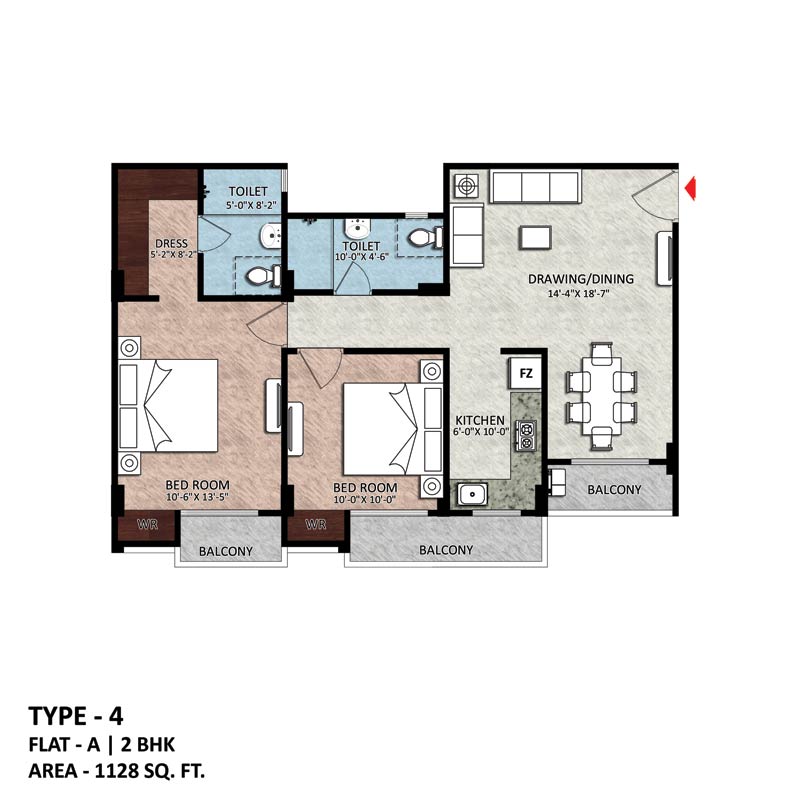 TOILET
5'-0"X 8'-2"
DRESS
5'-2"X 8'-2"
TOILET
10'-0"X 4'-6"
DRAWING/DINING
14'-4"X 18'-7"
FZ
KITCHEN
6'-0"X 10'-0"
BED ROOM
10'-6"X 13'-5"
BED ROOM
10'-0"X 10'-0"
BALCONY
WR
WR
BALCONY
BALCONY
TYPE - 4
FLAT - A | 2 BHK
AREA - 1128 SQ. FT.